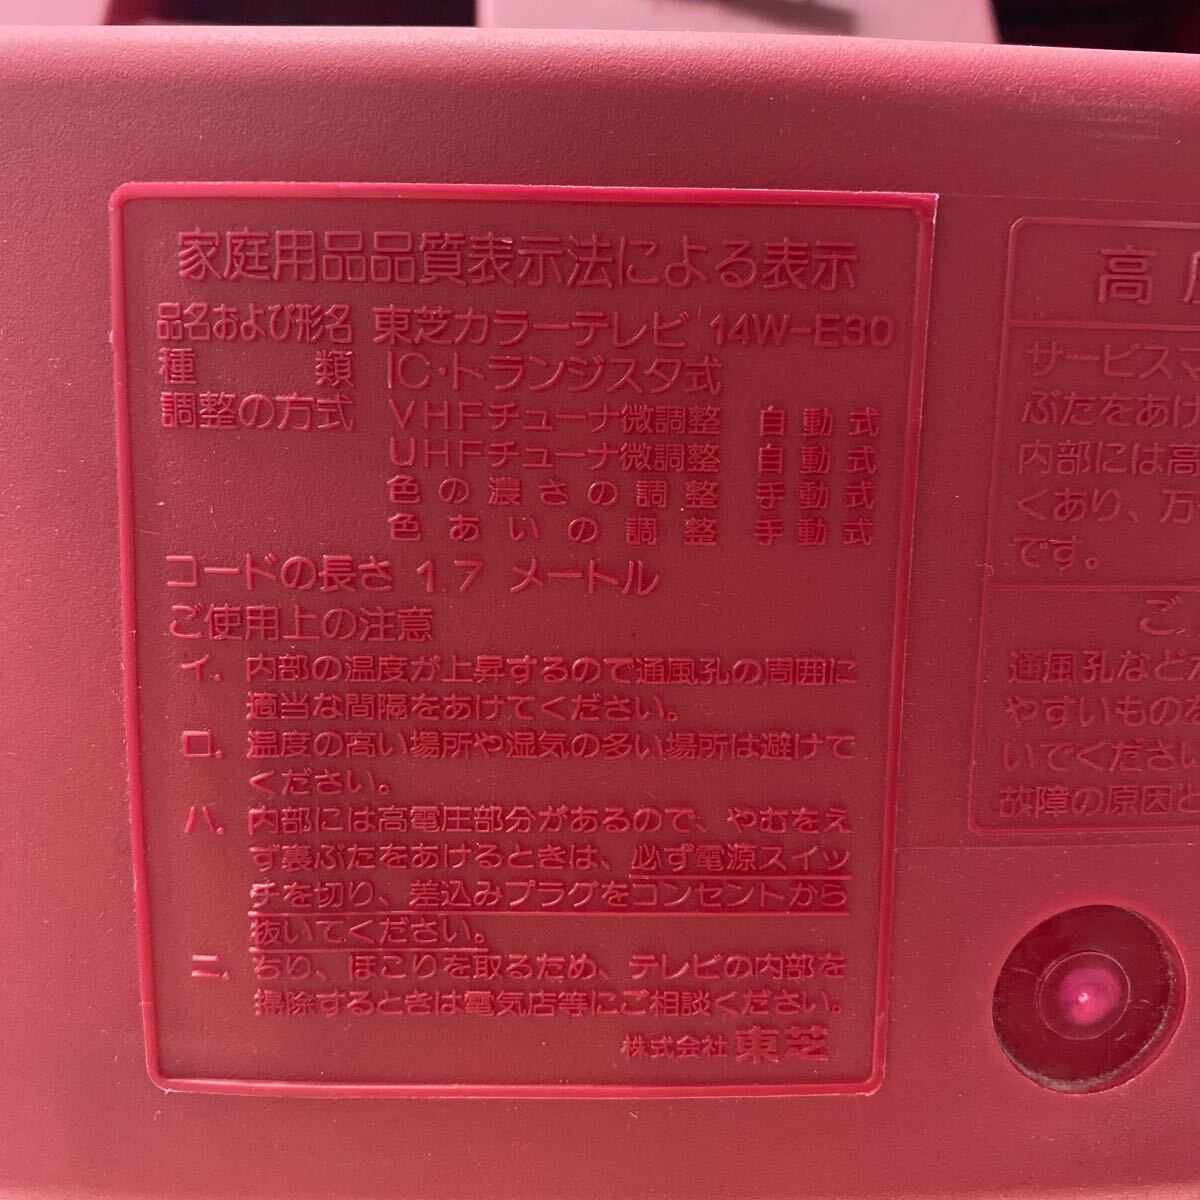 家庭用品品質表示法による表示
品名および形名 東芝カラーテレビ 14W-E30
種類 IC・トランジスタ式
調整の方式 VHFチューナ微調整 自動式
UHFチューナ微調整 自動式
色の濃さの調整 手動式
色あいの調整 手動式
コードの長さ 1.7 メートル
ご使用上の注意
イ. 内部の温度が上昇するので通風孔の周囲に
適当な間隔をあけてください。
ロ. 温度の高い場所や湿気の多い場所は避けて
ください。
ハ. 内部には高電圧部分があるので、やむをえ
ず裏ぶたをあけるときは、必ず電源スイッ
チを切り、差込みプラグをコンセントから
抜いてください。
ニ. ちり、ほこりを取るため、テレビの内部を
掃除するときは電気店等にご相談ください。
株式会社 東芝
高
サービスマ
ぶたをあけ
内部には高
くあり、万
です。
ご
通風孔など
やすいもの
いでください
故障の原因と